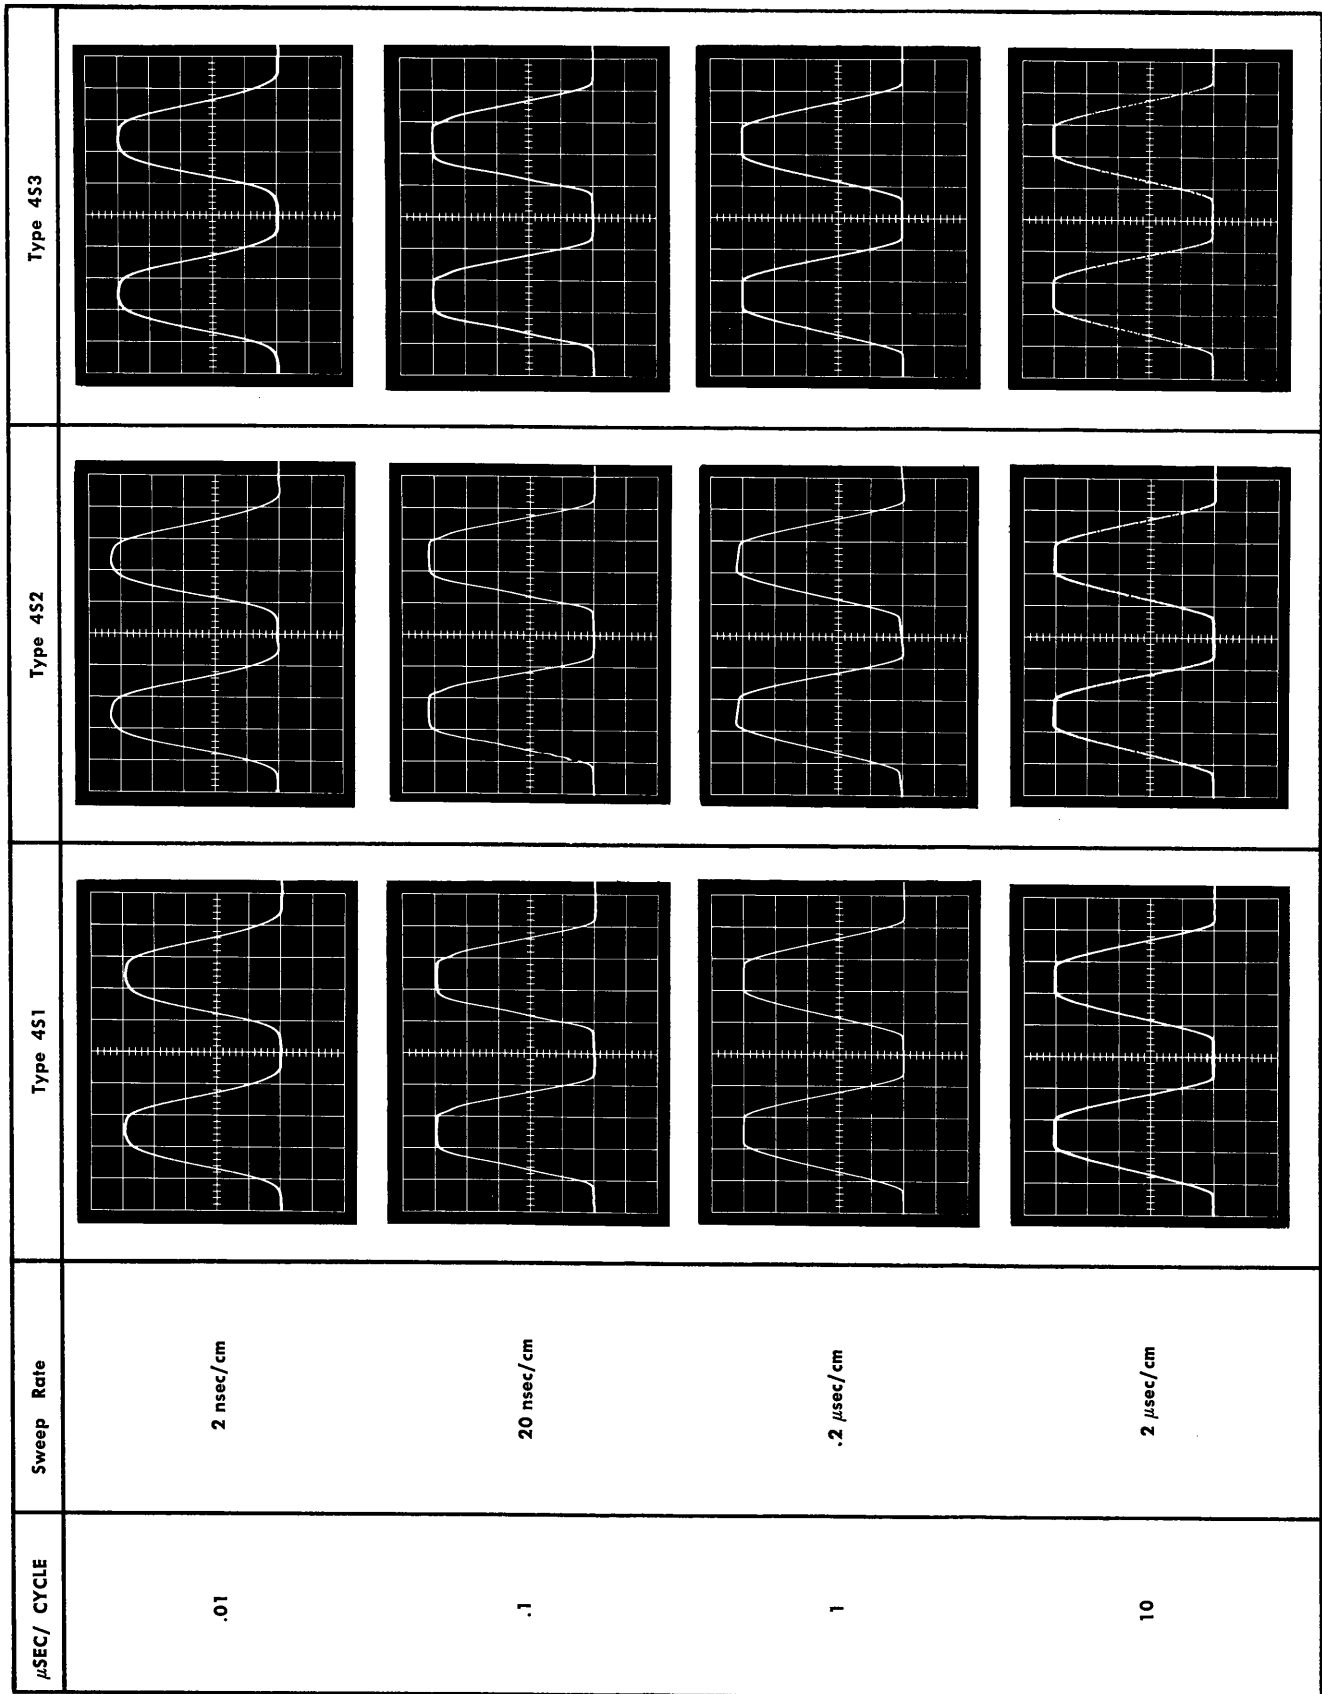 μSEC/ CYCLE Sweep Rate Type 4S1 Type 4S2 Type 4S3
.01 2 nsec/cm
.1 20 nsec/cm
1 .2 μsec/cm
10 2 μsec/cm